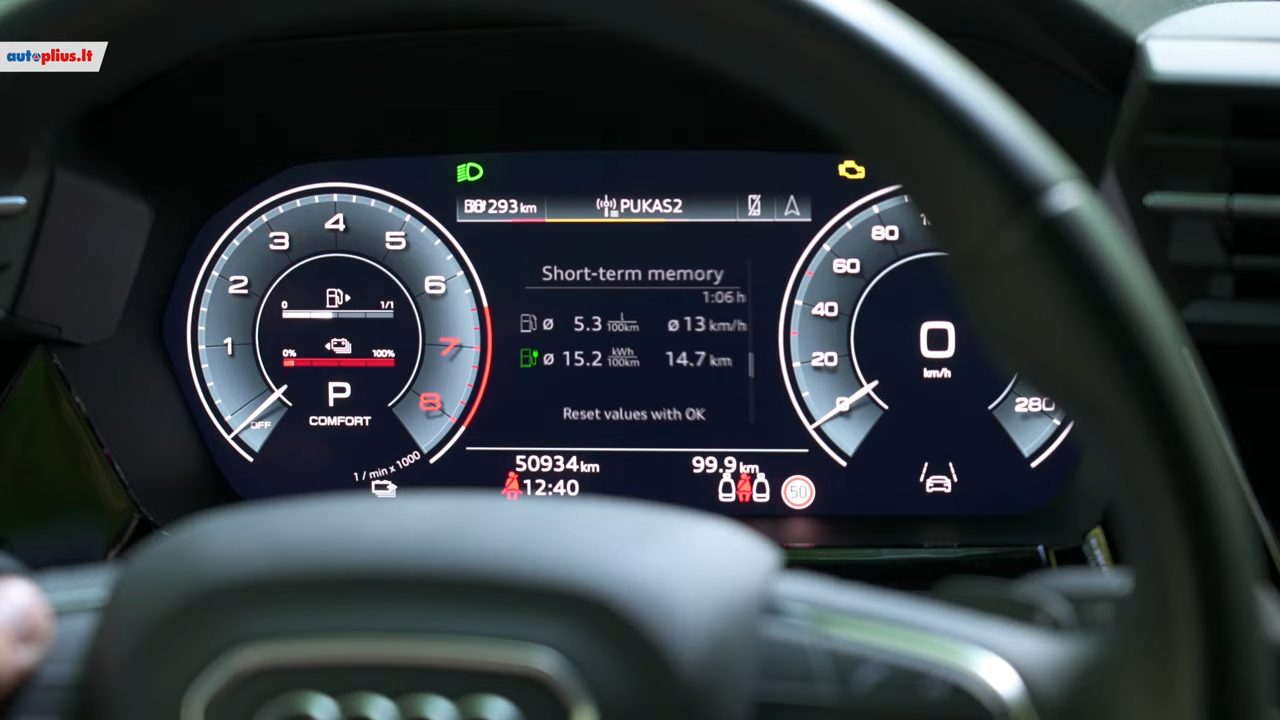 autoplius.lt
293 km PUKAS2
4
3 5
2 6
1 7
8
OFF
0 1/1
0% 100%
P
COMFORT
1 / min x 1000
Short-term memory
1:06 h
ø 5.3 l/100km ø 13 km/h
ø 15.2 kWh/100km 14.7 km
Reset values with OK
50934 km 99.9 km
12:40 50
80
60
40
20
0
0
km/h
280